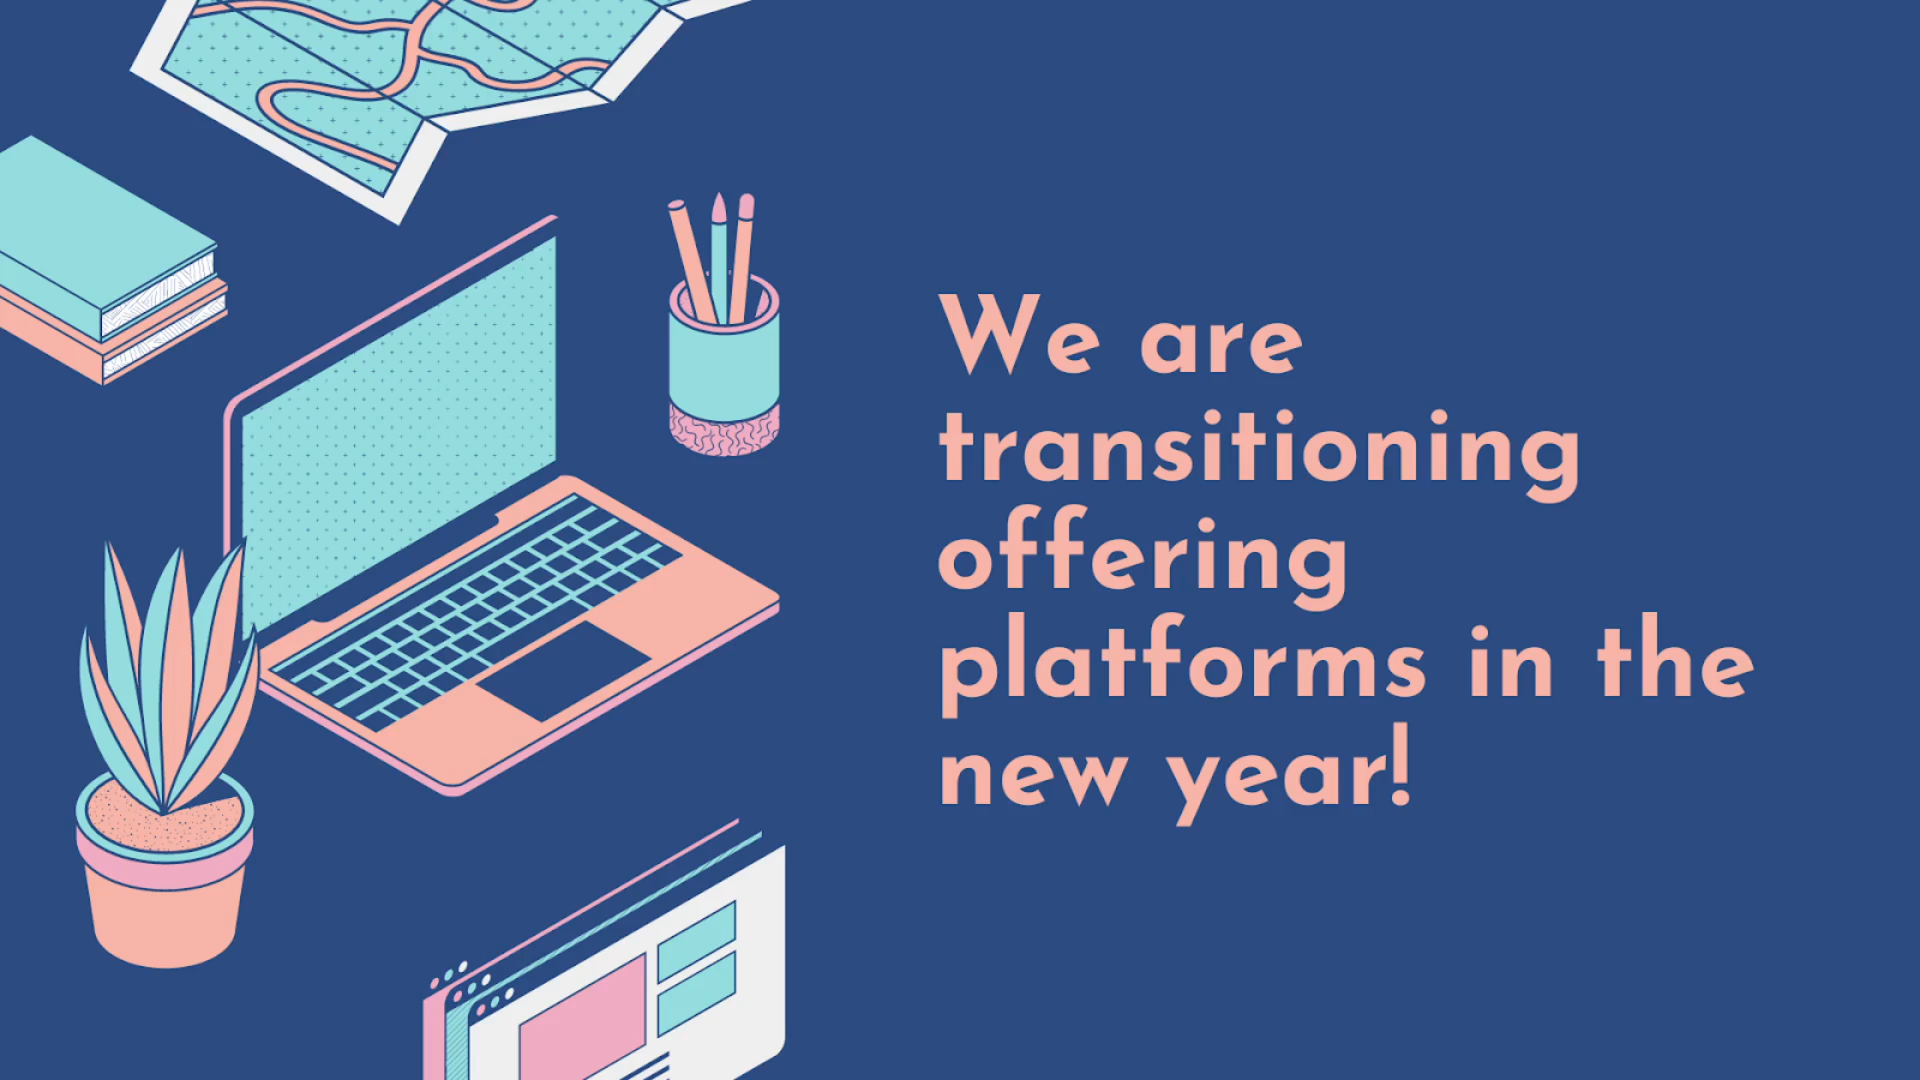 We are
transitioning
offering
platforms in the
new year!